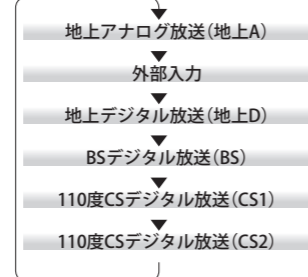 地上アナログ放送（地上A）
外部入力
地上デジタル放送（地上D）
BSデジタル放送（BS）
110度CSデジタル放送（CS1）
110度CSデジタル放送（CS2）